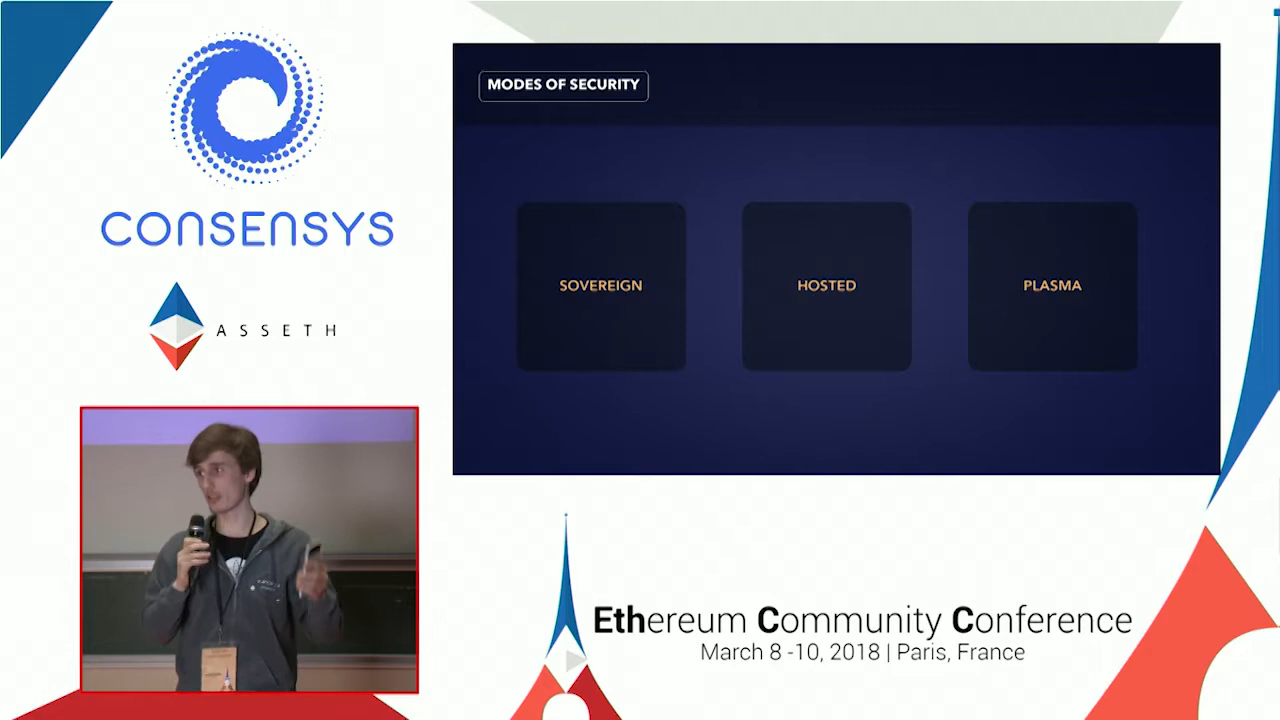 CONSENSYS
ASSETH
MODES OF SECURITY
SOVEREIGN
HOSTED
PLASMA
Ethereum Community Conference
March 8 -10, 2018 | Paris, France